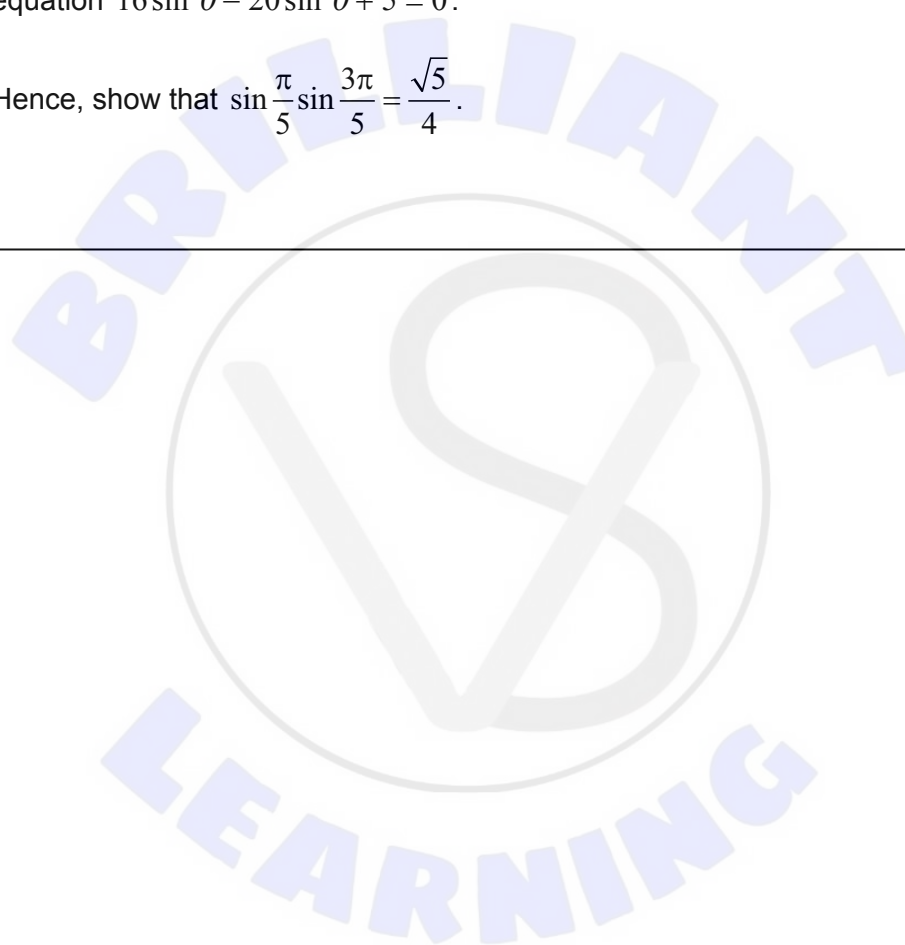 equation 16 sin θ − 20 sin θ + 5 = 0.
Hence, show that sin π/5 sin 3π/5 = √5/4.
BRILLIANT
VS
LEARNING